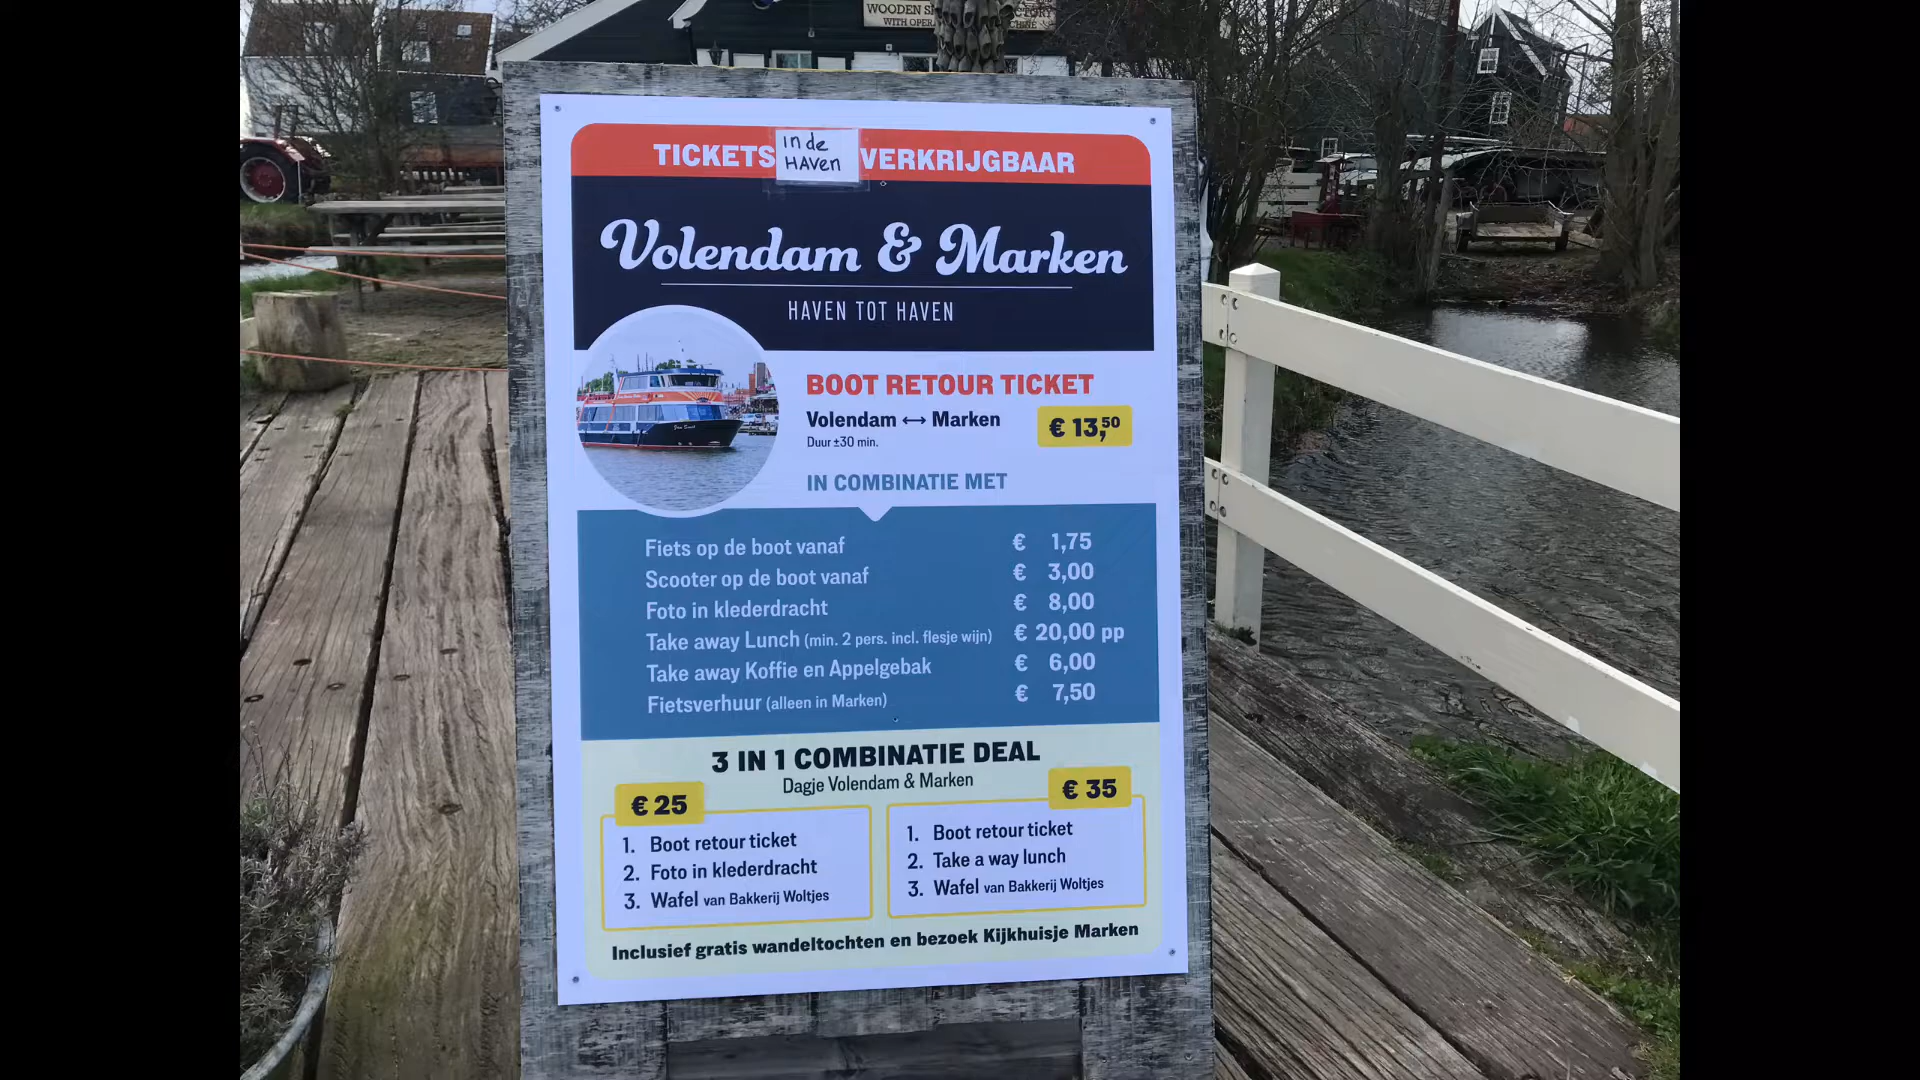 WOODEN
WITH
TICKETS in de HAVen VERKRIJGBAAR
Volendam & Marken
HAVEN TOT HAVEN
BOOT RETOUR TICKET
Volendam ↔ Marken € 13,50
Duur ±30 min.
IN COMBINATIE MET
Fiets op de boot vanaf € 1,75
Scooter op de boot vanaf € 3,00
Foto in klederdracht € 8,00
Take away Lunch (min. 2 pers. incl. flesje wijn) € 20,00 pp
Take away Koffie en Appelgebak € 6,00
Fietsverhuur (alleen in Marken) € 7,50
3 IN 1 COMBINATIE DEAL
Dagje Volendam & Marken
€ 25
1. Boot retour ticket
2. Foto in klederdracht
3. Wafel van Bakkerij Woltjes
€ 35
1. Boot retour ticket
2. Take a way lunch
3. Wafel van Bakkerij Woltjes
Inclusief gratis wandeltochten en bezoek Kijkhuisje Marken